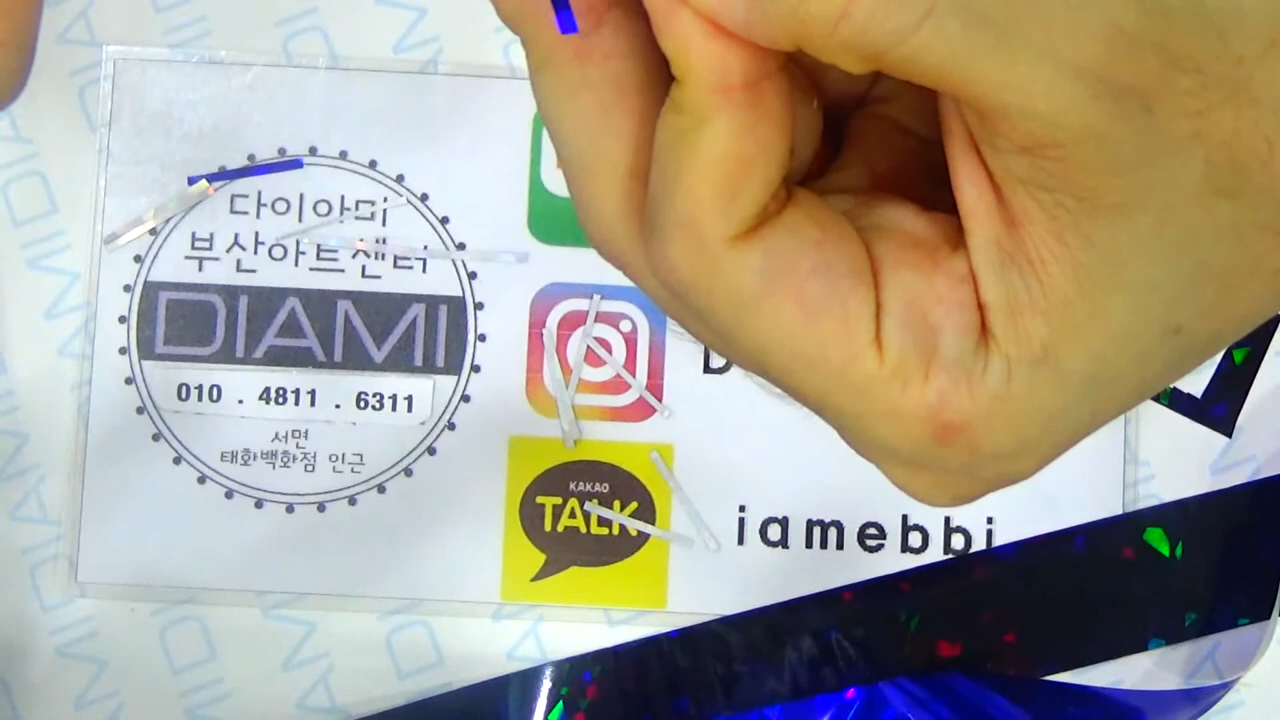 다이아미
부산아트센터
DIAMI
010 . 4811 . 6311
서면
태화백화점 인근
D
KAKAO
TALK
iamebbi